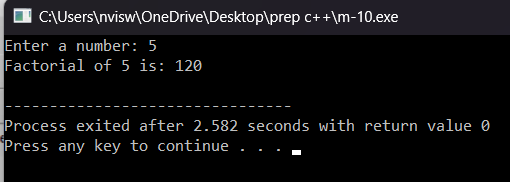 C:\Users\nvisw\OneDrive\Desktop\prep c++\m-10.exe
Enter a number: 5
Factorial of 5 is: 120
--------------------------------
Process exited after 2.582 seconds with return value 0
Press any key to continue . . .